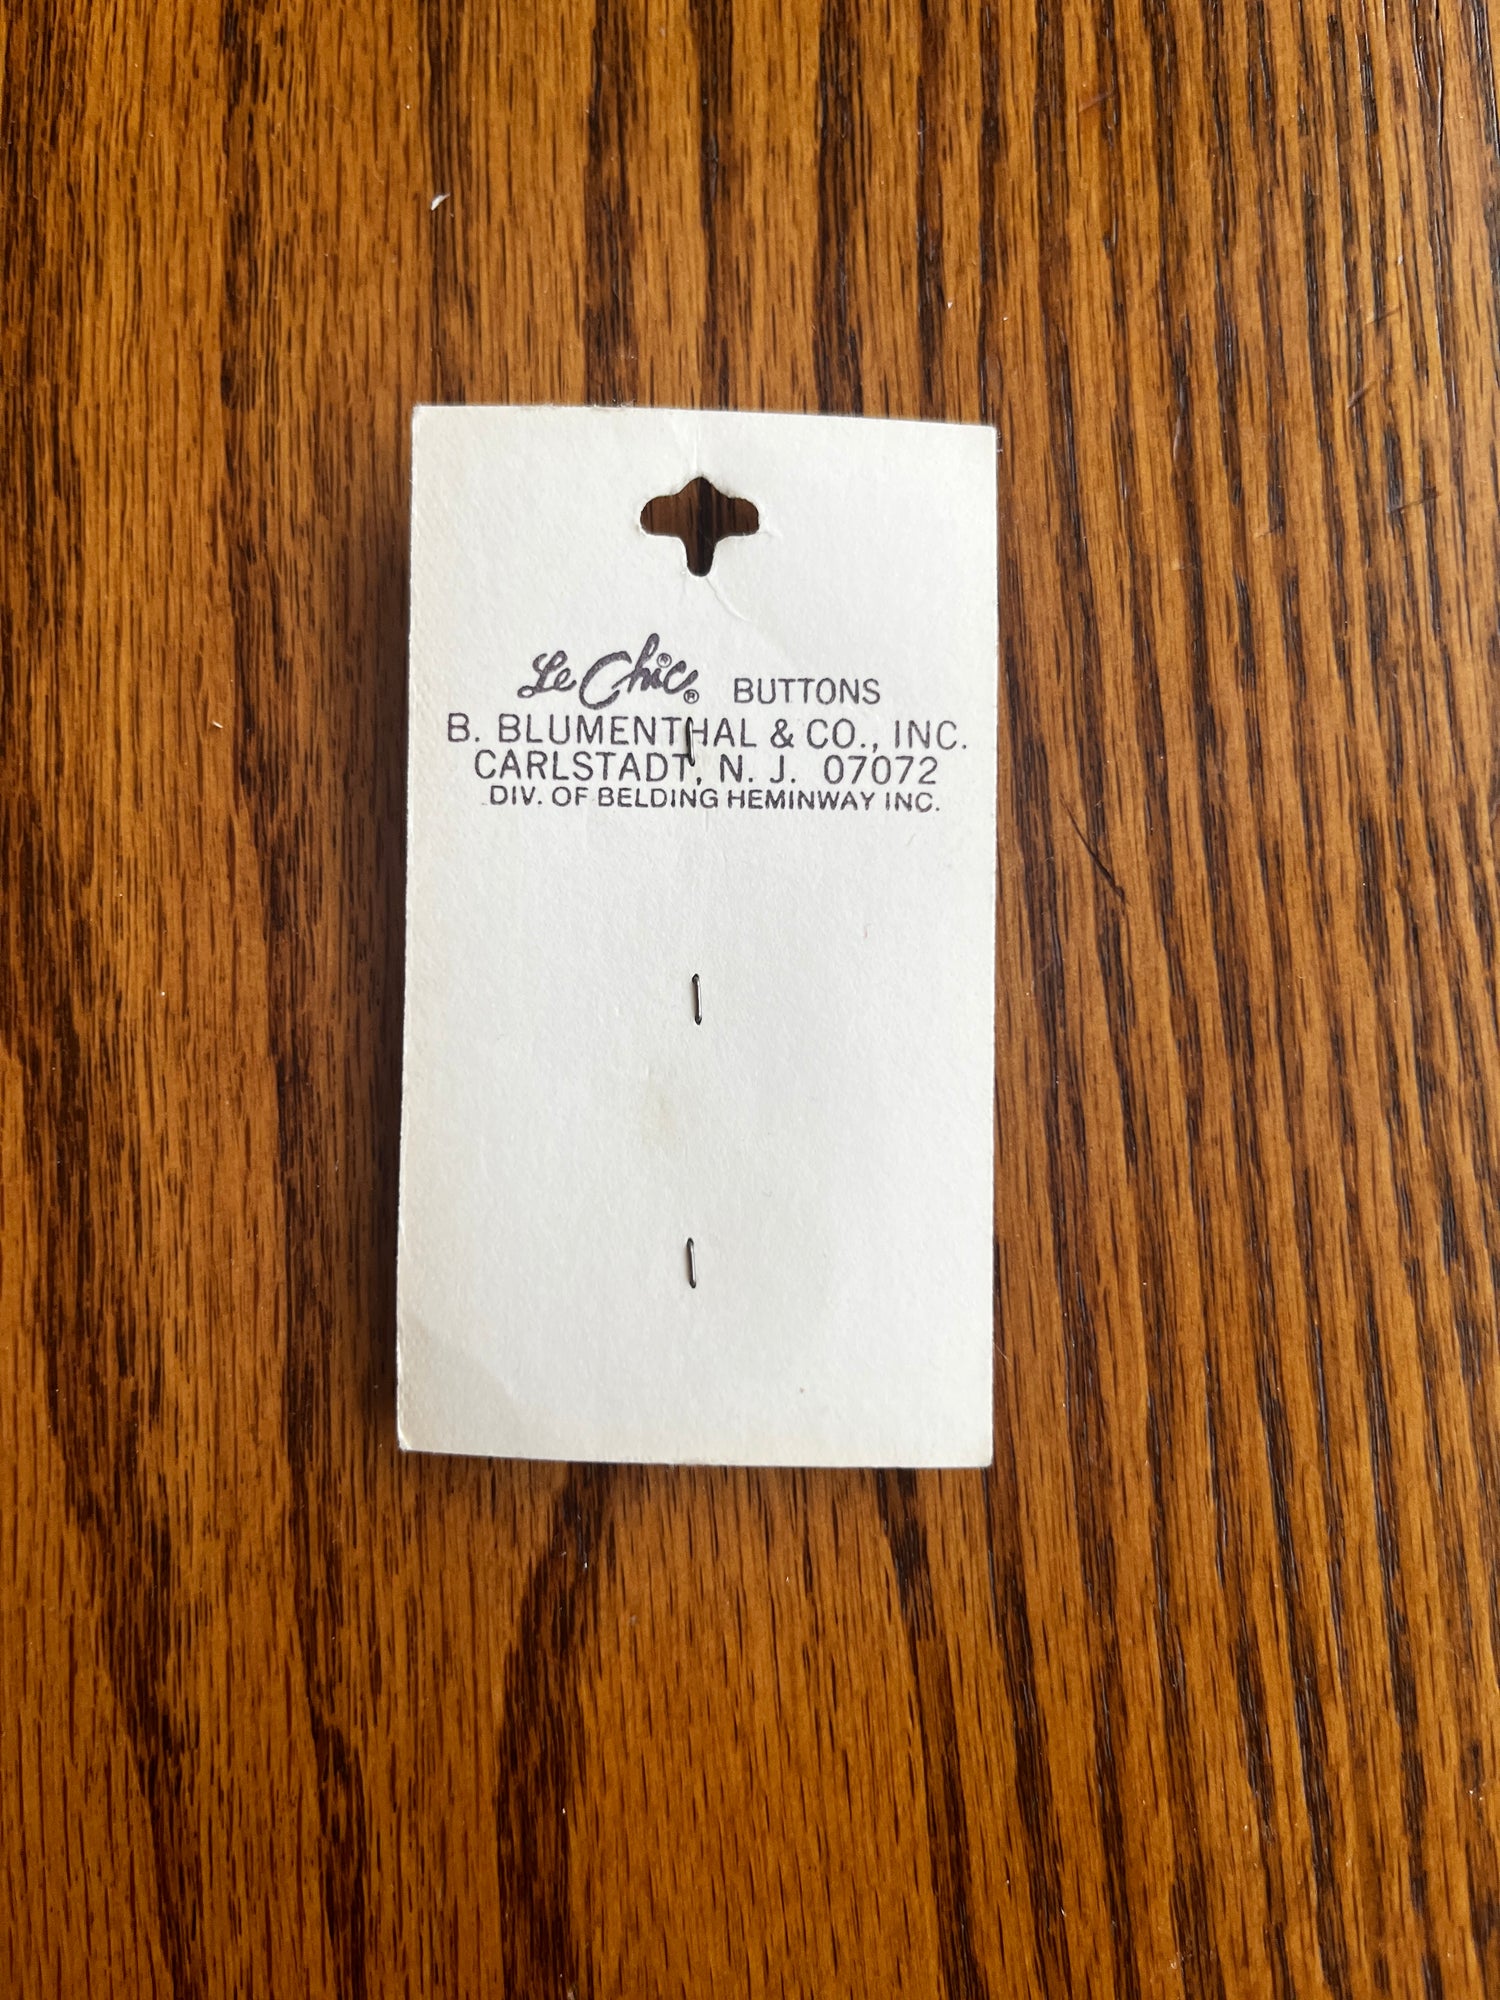 Le Chic® BUTTONS
B. BLUMENTHAL & CO., INC.
CARLSTADT, N. J. 07072
DIV. OF BELDING HEMINWAY INC.